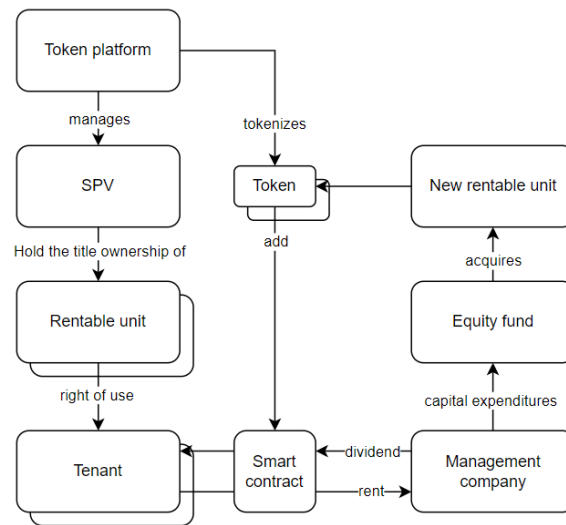 Token platform
manages
tokenizes
SPV
Token
New rentable unit
Hold the title ownership of
add
acquires
Rentable unit
Equity fund
right of use
capital expenditures
Tenant
Smart
contract
dividend
rent
Management
company